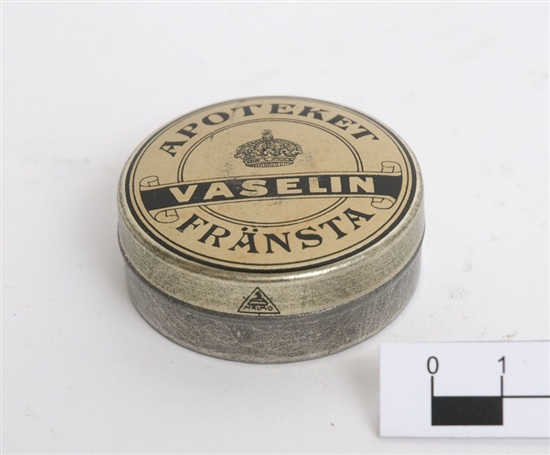 APOTEKET
VASELIN
FRÄNSTA
0 1